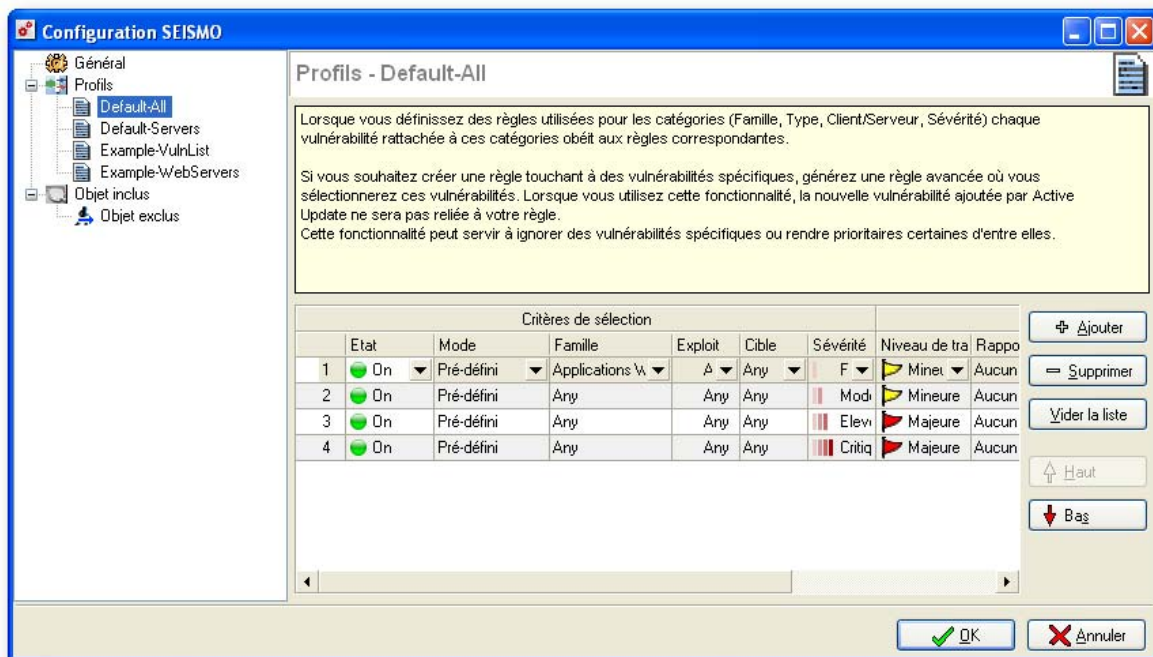 Configuration SEISMO
Général
Profils
Default-All
Default-Servers
Example-VulnList
Example-WebServers
Objet inclus
Objet exclus
Profils - Default-All
Lorsque vous définissez des règles utilisées pour les catégories (Famille, Type, Client/Serveur, Sévérité) chaque
vulnérabilité rattachée à ces catégories obéit aux règles correspondantes.
Si vous souhaitez créer une règle touchant à des vulnérabilités spécifiques, générez une règle avancée où vous
sélectionnerez ces vulnérabilités. Lorsque vous utilisez cette fonctionnalité, la nouvelle vulnérabilité ajoutée par Active
Update ne sera pas reliée à votre règle.
Cette fonctionnalité peut servir à ignorer des vulnérabilités spécifiques ou rendre prioritaires certaines d'entre elles.
Critères de sélection
Etat Mode Famille Exploit Cible Sévérité Niveau de tra Rappo
1 On Pré-défini Applications A Any F Mineu
2 On Pré-défini Any Any Any Mod Mineure Aucun
3 On Pré-défini Any Any Any Elev Majeure Aucun
4 On Pré-défini Any Any Any Critiq Majeure Aucun
Ajouter
Supprimer
Vider la liste
Haut
Bas
OK
Annuler